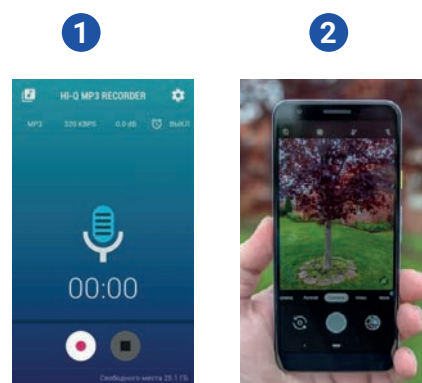 1
2
HI-Q MP3 RECORDER
MP3 320 KBPS 0.0 dB ВЫКЛ
00:00
Свободного места 25.1 ГБ
Camera